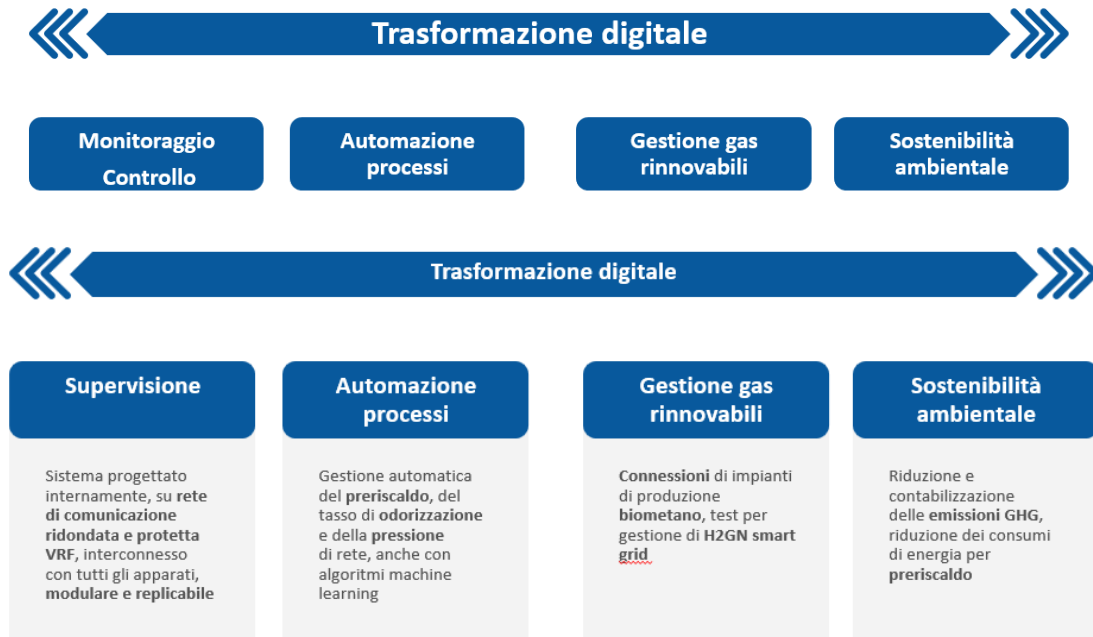 Trasformazione digitale
Monitoraggio
Controllo
Automazione
processi
Gestione gas
rinnovabili
Sostenibilità
ambientale
Trasformazione digitale
Supervisione
Automazione
processi
Gestione gas
rinnovabili
Sostenibilità
ambientale
Sistema progettato
internamente, su rete
di comunicazione
ridondata e protetta
VRF, interconnesso
con tutti gli apparati,
modulare e replicabile
Gestione automatica
del preriscaldo, del
tasso di odorizzazione
e della pressione
di rete, anche con
algoritmi machine
learning
Connessioni di impianti
di produzione
biometano, test per
gestione di H2GN smart
grid
Riduzione e
contabilizzazione
delle emissioni GHG,
riduzione dei consumi
di energia per
preriscaldo